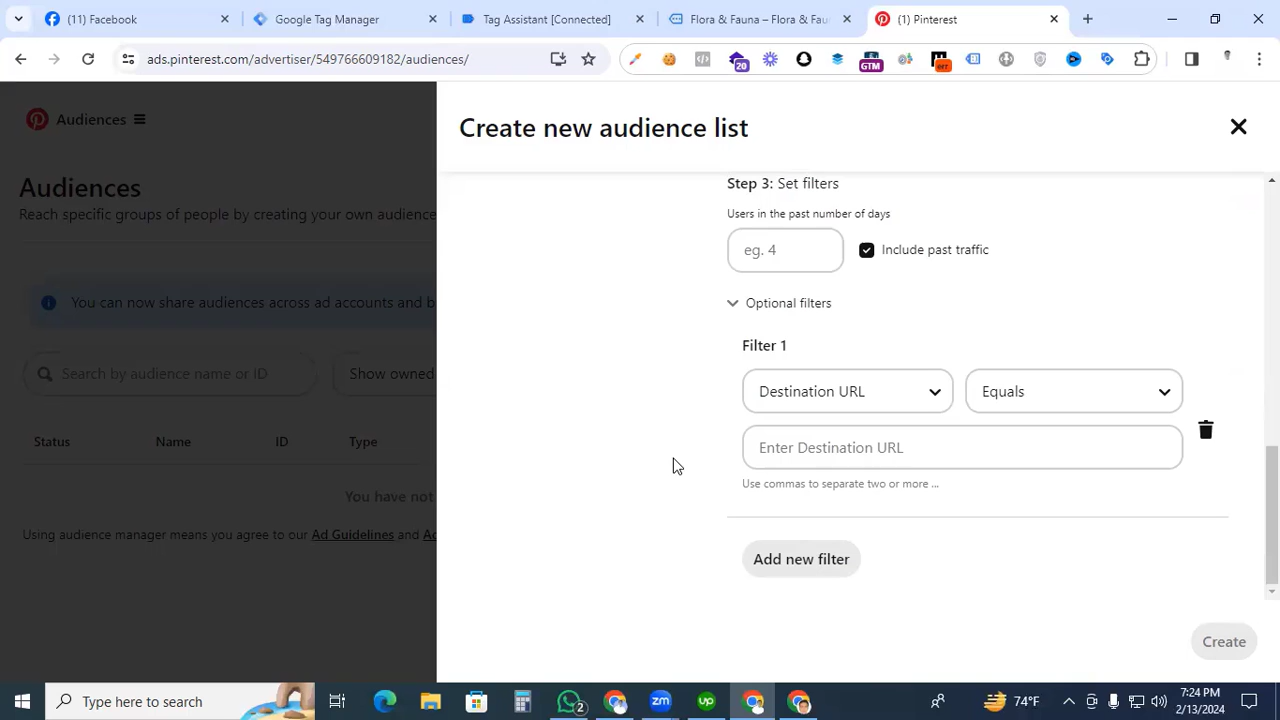 (11) Facebook
Google Tag Manager
Tag Assistant [Connected]
Flora & Fauna – Flora & Fau
(1) Pinterest
ads.pinterest.com/advertiser/549766609182/audiences/
20
GTM
Audiences
Create new audience list
Audiences
Reach specific groups of people by creating your own audience
You can now share audiences across ad accounts and b
Search by audience name or ID
Show owned
Status
Name
ID
Type
You have not
Using audience manager means you agree to our Ad Guidelines and Ad
Step 3: Set filters
Users in the past number of days
eg. 4
Include past traffic
Optional filters
Filter 1
Destination URL
Equals
Enter Destination URL
Use commas to separate two or more ...
Add new filter
Create
Type here to search
2
up
zm
74°F
7:24 PM
2/13/2024